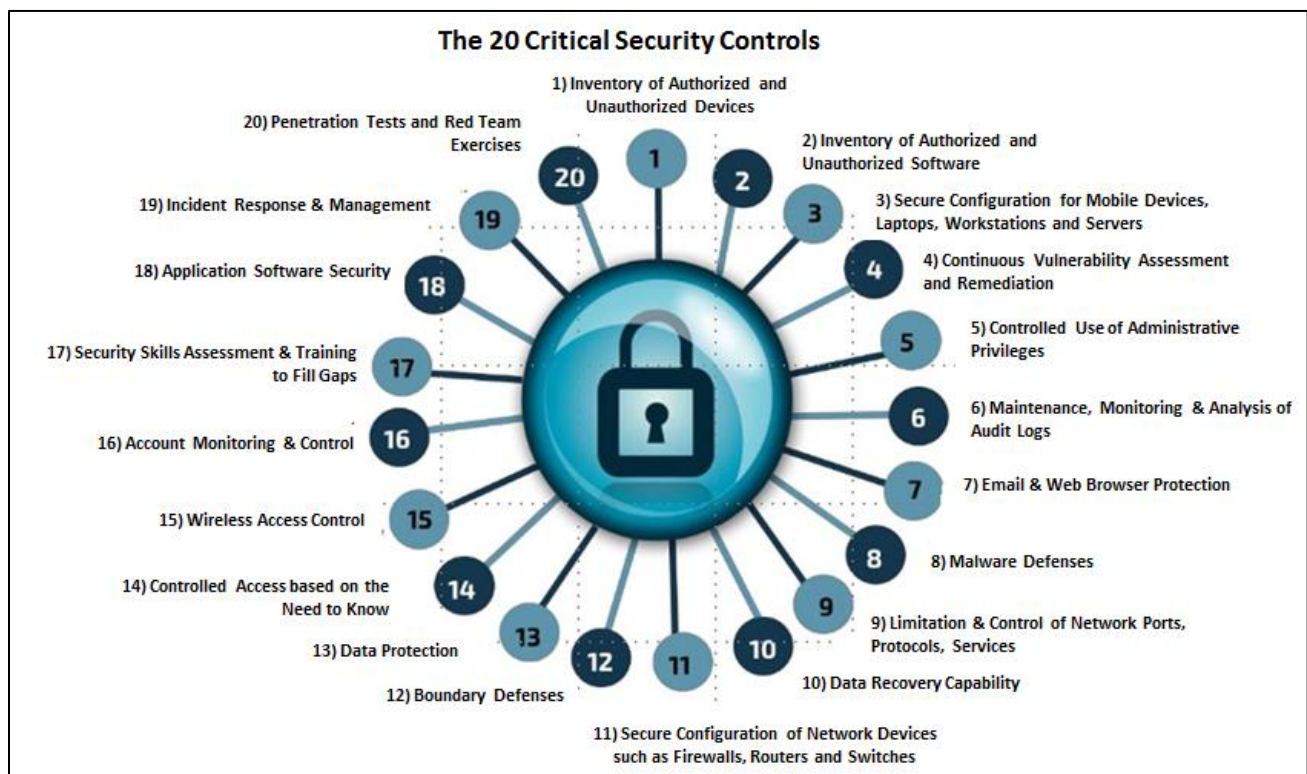 The 20 Critical Security Controls
1) Inventory of Authorized and
Unauthorized Devices
2) Inventory of Authorized and
Unauthorized Software
3) Secure Configuration for Mobile Devices,
Laptops, Workstations and Servers
4) Continuous Vulnerability Assessment
and Remediation
5) Controlled Use of Administrative
Privileges
6) Maintenance, Monitoring & Analysis of
Audit Logs
7) Email & Web Browser Protection
8) Malware Defenses
9) Limitation & Control of Network Ports,
Protocols, Services
10) Data Recovery Capability
11) Secure Configuration of Network Devices
such as Firewalls, Routers and Switches
12) Boundary Defenses
13) Data Protection
14) Controlled Access based on the
Need to Know
15) Wireless Access Control
16) Account Monitoring & Control
17) Security Skills Assessment & Training
to Fill Gaps
18) Application Software Security
19) Incident Response & Management
20) Penetration Tests and Red Team
Exercises
1
2
3
4
5
6
7
8
9
10
11
12
13
14
15
16
17
18
19
20